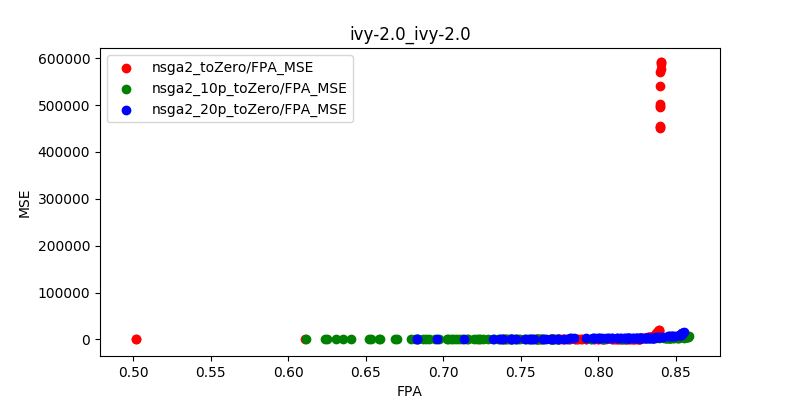 ivy-2.0_ivy-2.0
nsga2_toZero/FPA_MSE
nsga2_10p_toZero/FPA_MSE
nsga2_20p_toZero/FPA_MSE
MSE
600000
500000
400000
300000
200000
100000
0
0.50 0.55 0.60 0.65 0.70 0.75 0.80 0.85
FPA